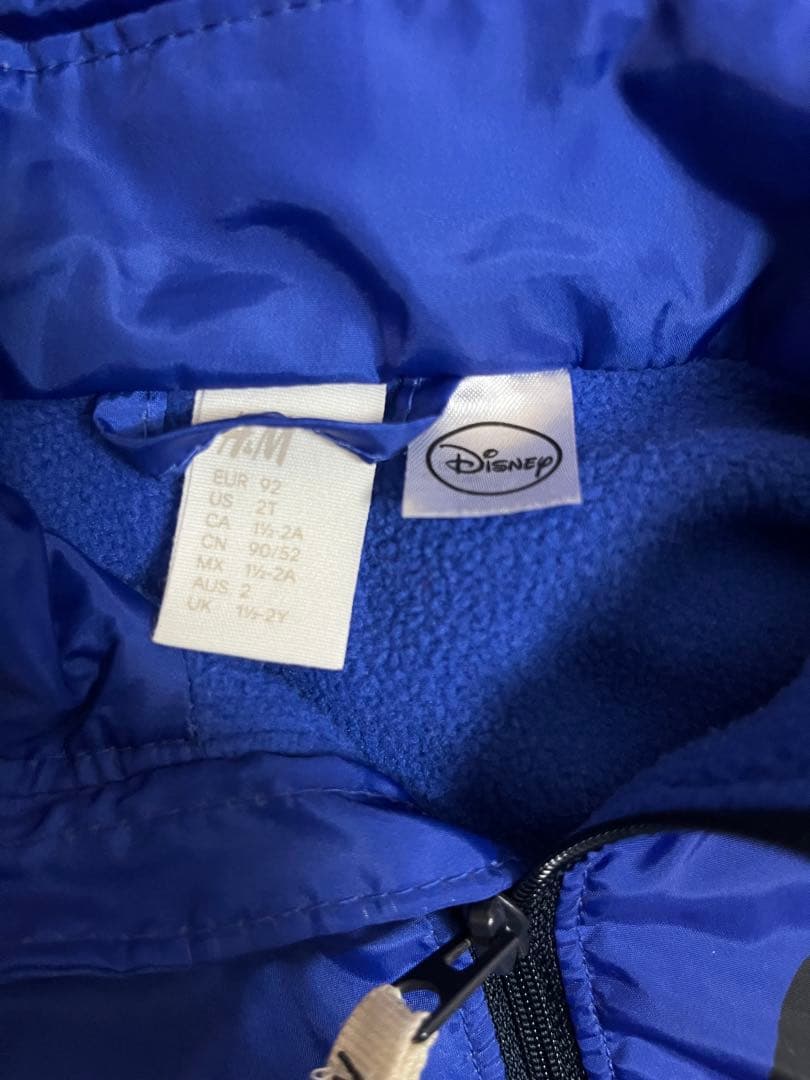 H&M
EUR 92
US 2T
CA 1½-2A
CN 90/52
MX 1½-2A
AUS 2
UK 1½-2Y
Disney